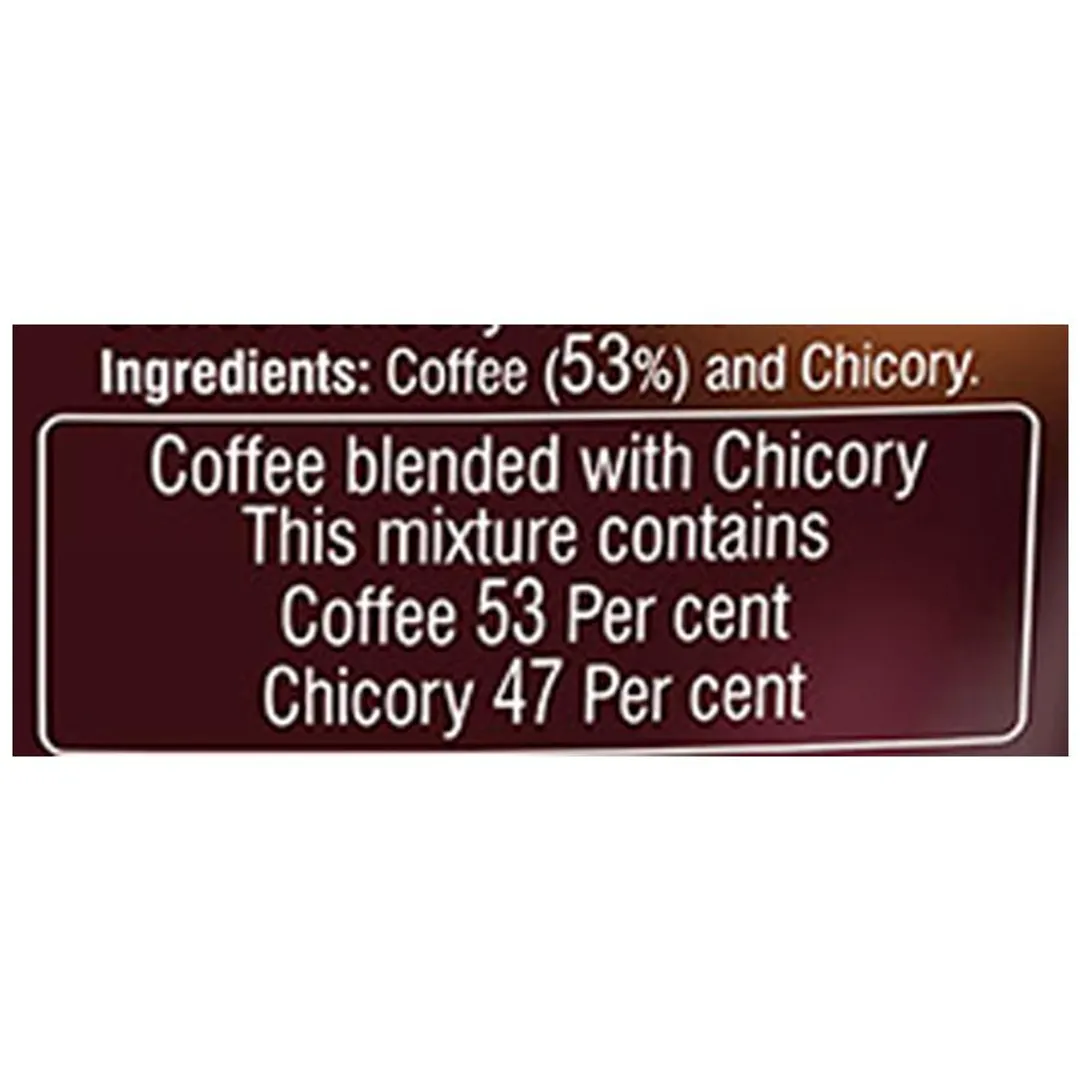 Ingredients: Coffee (53%) and Chicory.
Coffee blended with Chicory
This mixture contains
Coffee 53 Per cent
Chicory 47 Per cent